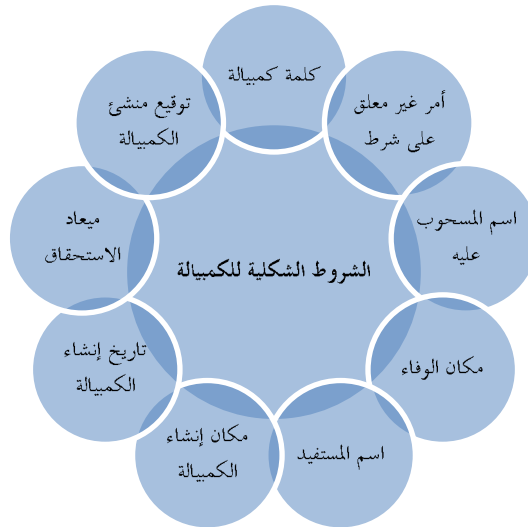 كلمة كمبيالة
أمر غير معلق
على شرط
اسم المسحوب
عليه
مكان الوفاء
اسم المستفيد
مكان إنشاء
الكمبيالة
تاريخ إنشاء
الكمبيالة
ميعاد
الاستحقاق
توقيع منشئ
الكمبيالة
الشروط الشكلية للكمبيالة